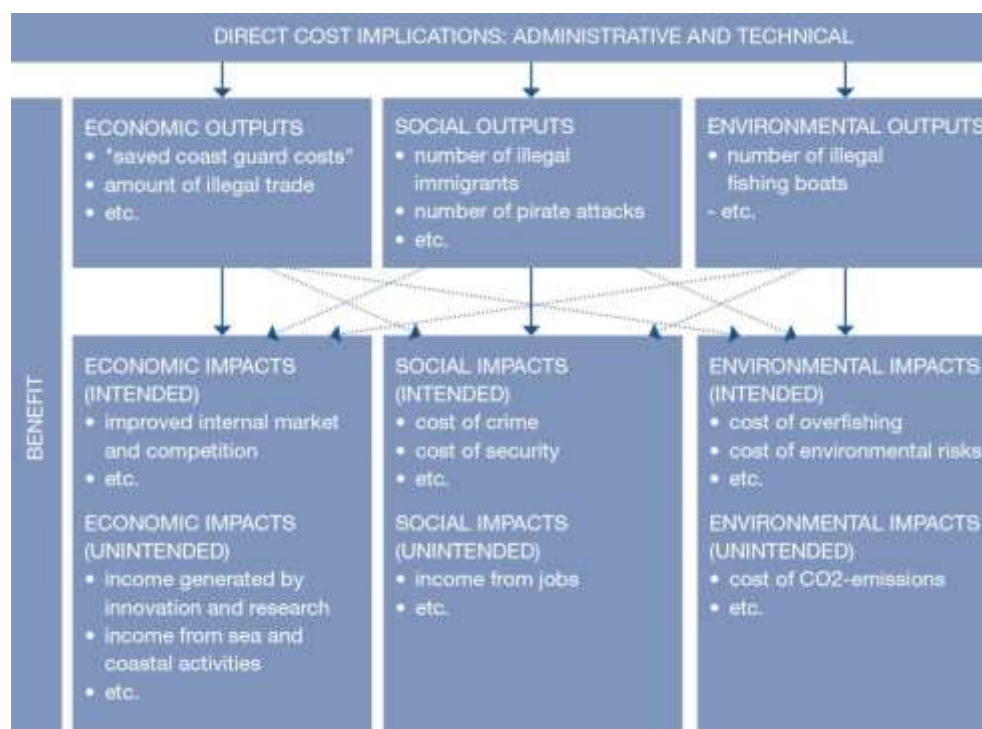 DIRECT COST IMPLICATIONS: ADMINISTRATIVE AND TECHNICAL
BENEFIT
ECONOMIC OUTPUTS
• "saved coast guard costs"
• amount of illegal trade
• etc.
SOCIAL OUTPUTS
• number of illegal
immigrants
• number of pirate attacks
• etc.
ENVIRONMENTAL OUTPUTS
• number of illegal
fishing boats
- etc.
ECONOMIC IMPACTS
(INTENDED)
• improved internal market
and competition
• etc.
ECONOMIC IMPACTS
(UNINTENDED)
• income generated by
innovation and research
• income from sea and
coastal activities
• etc.
SOCIAL IMPACTS
(INTENDED)
• cost of crime
• cost of security
• etc.
SOCIAL IMPACTS
(UNINTENDED)
• income from jobs
• etc.
ENVIRONMENTAL IMPACTS
(INTENDED)
• cost of overfishing
• cost of environmental risks
• etc.
ENVIRONMENTAL IMPACTS
(UNINTENDED)
• cost of CO2-emissions
• etc.